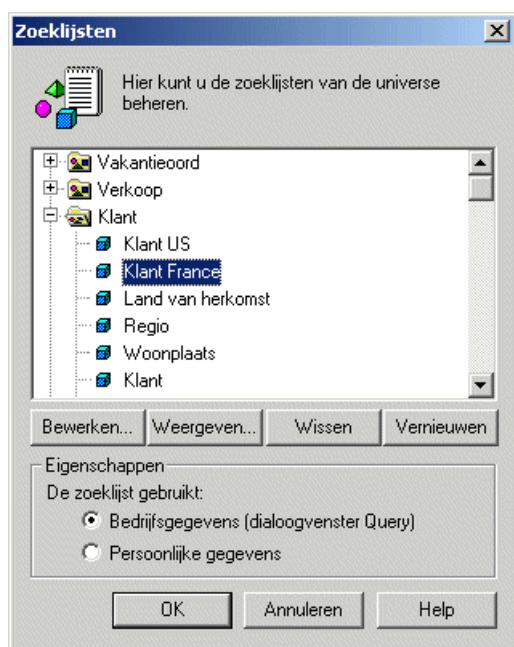 Zoeklijsten
Hier kunt u de zoeklijsten van de universe
beheren.
Vakantieoord
Verkoop
Klant
Klant US
Klant France
Land van herkomst
Regio
Woonplaats
Klant
Bewerken...
Weergeven...
Wissen
Vernieuwen
Eigenschappen
De zoeklijst gebruikt:
Bedrijfsgegevens (dialoogvenster Query)
Persoonlijke gegevens
OK
Annuleren
Help